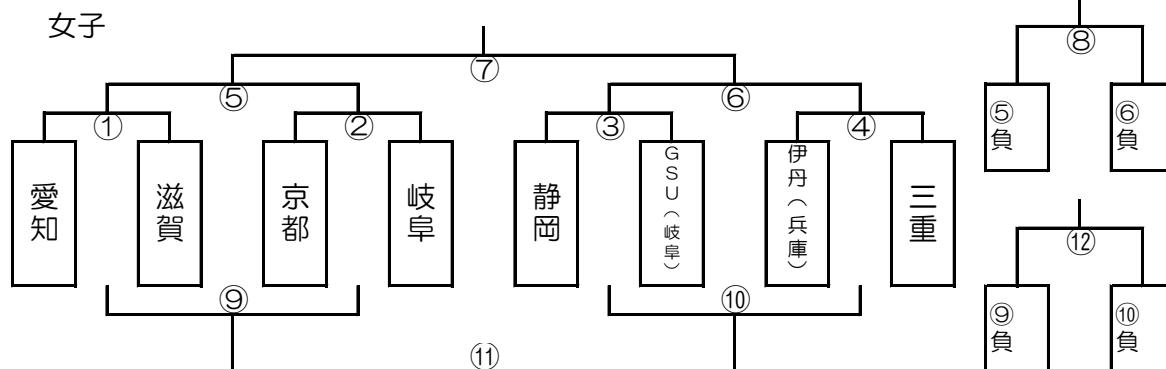 女子
⑧
⑦
⑤
⑥
⑤負
⑥負
①
②
③
④
愛知
滋賀
京都
岐阜
静岡
GSU(岐阜)
伊丹(兵庫)
三重
⑫
⑨
⑩
⑨負
⑩負
⑪